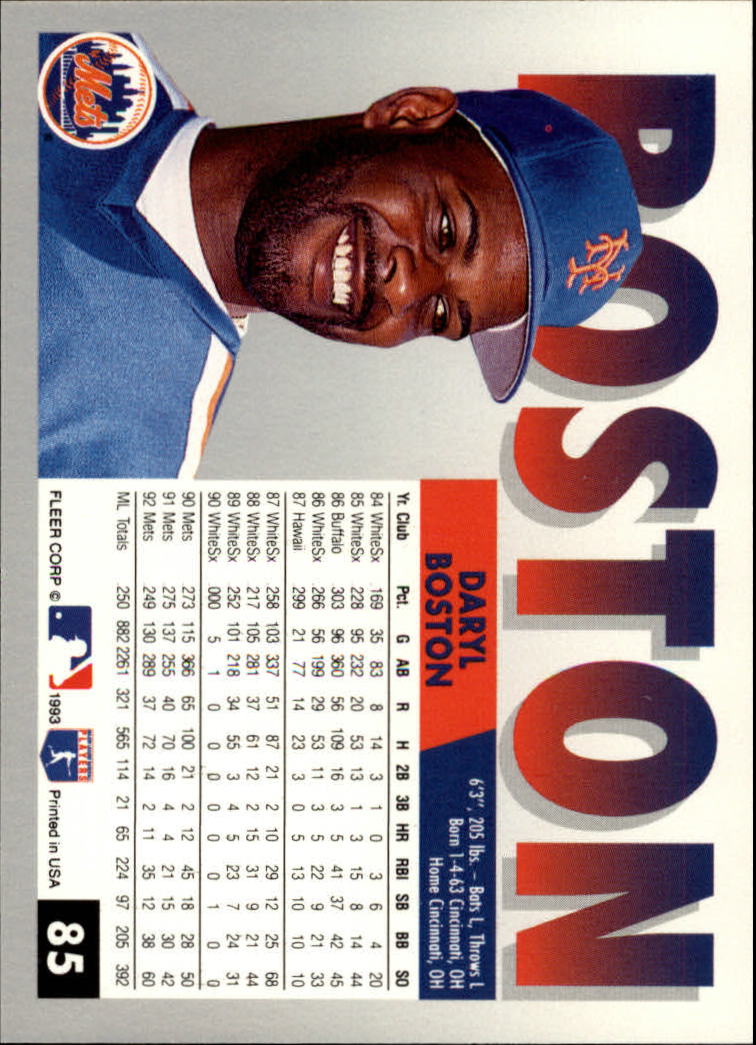 BOSTON
NY
Mets
DARYL
BOSTON
6'3", 205 lbs. – Bats L, Throws L
Born 1-4-63 Cincinnati, OH
Home Cincinnati, OH
Yr. Club Pct. G AB R H 2B 3B HR RBI SB BB SO
84 WhiteSx .169 35 83 8 14 3 1 0 3 6 4 20
85 WhiteSx .228 95 232 20 53 13 1 3 15 8 14 44
86 Buffalo .303 96 360 56 109 16 3 5 41 37 42 45
86 WhiteSx .266 56 199 29 53 11 3 5 22 9 21 33
87 Hawaii .299 21 77 14 23 3 0 5 13 10 10 10
87 WhiteSx .258 103 337 51 87 21 2 10 29 12 25 68
88 WhiteSx .217 105 281 37 61 12 2 15 31 9 21 44
89 WhiteSx .252 101 218 34 55 3 4 5 23 7 24 31
90 WhiteSx .000 5 1 0 0 0 0 0 0 1 0 0
90 Mets .273 115 366 65 100 21 2 12 45 18 28 50
91 Mets .275 137 255 40 70 16 4 4 21 15 30 42
92 Mets .249 130 289 37 72 14 2 11 35 12 38 60
ML Totals .250 882 2261 321 565 114 21 65 224 97 205 392
FLEER CORP © 1993 PLAYERS Printed in USA 85